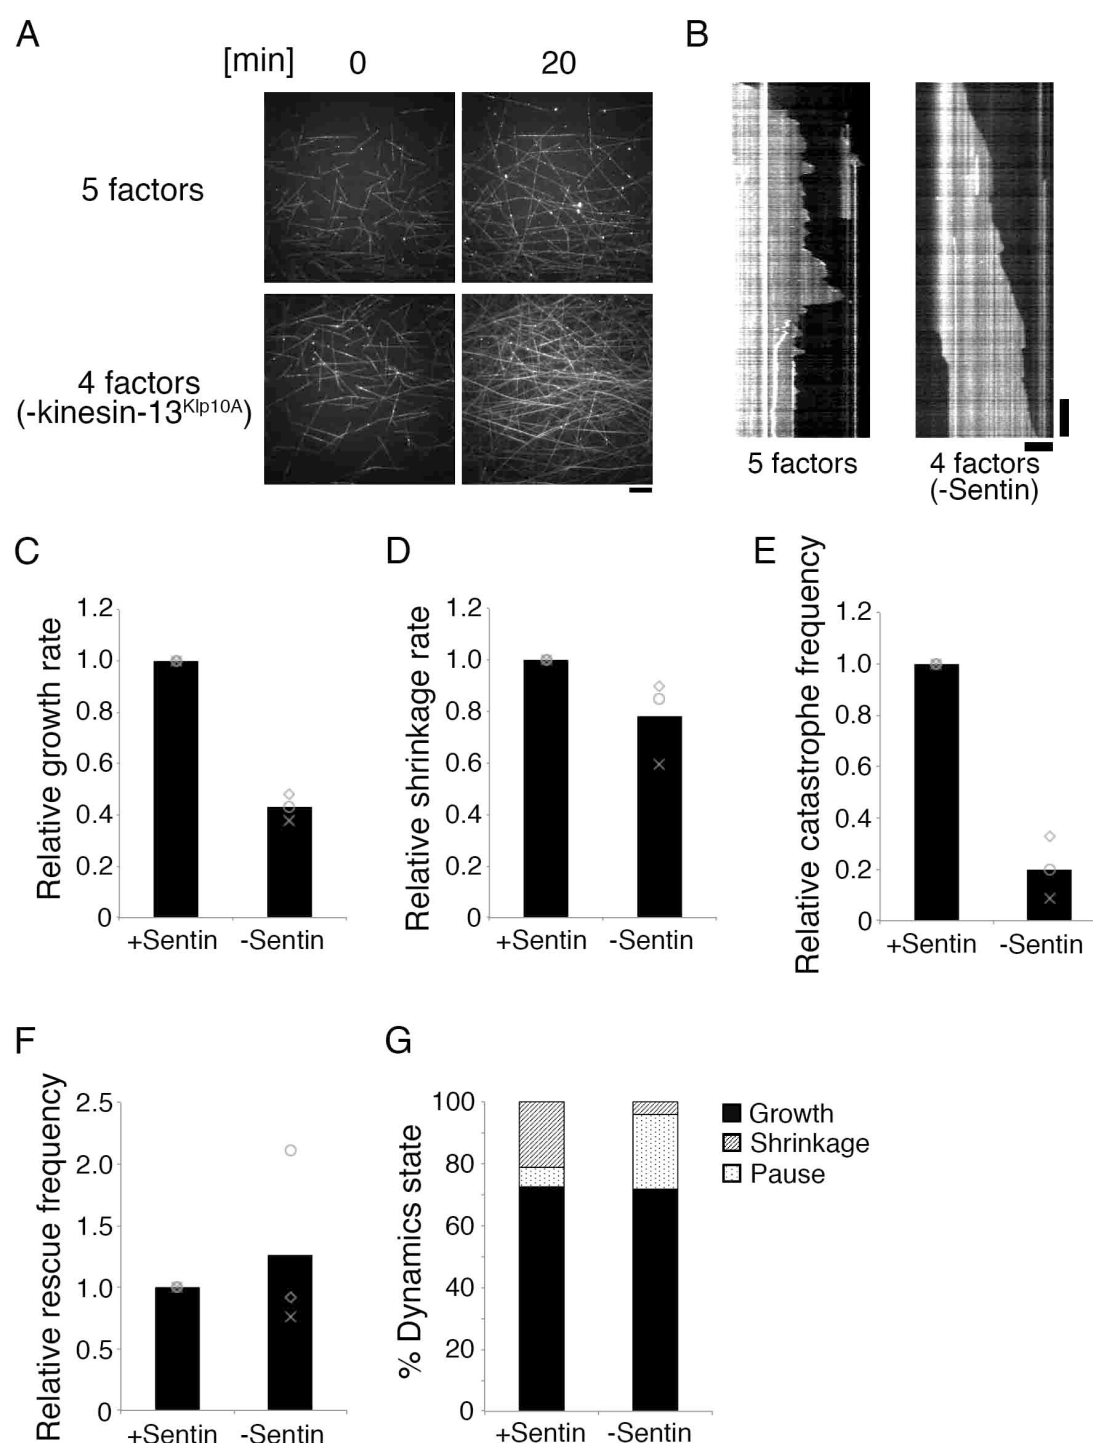 A
[min] 0 20
5 factors
4 factors
(-kinesin-13Klp10A)
B
5 factors
4 factors
(-Sentin)
C
Relative growth rate
1.2
1.0
0.8
0.6
0.4
0.2
0
+Sentin -Sentin
D
Relative shrinkage rate
1.2
1.0
0.8
0.6
0.4
0.2
0
+Sentin -Sentin
E
Relative catastrophe frequency
1.2
1.0
0.8
0.6
0.4
0.2
0
+Sentin -Sentin
F
Relative rescue frequency
2.5
2.0
1.5
1.0
0.5
0
+Sentin -Sentin
G
% Dynamics state
100
80
60
40
20
0
+Sentin -Sentin
Growth
Shrinkage
Pause